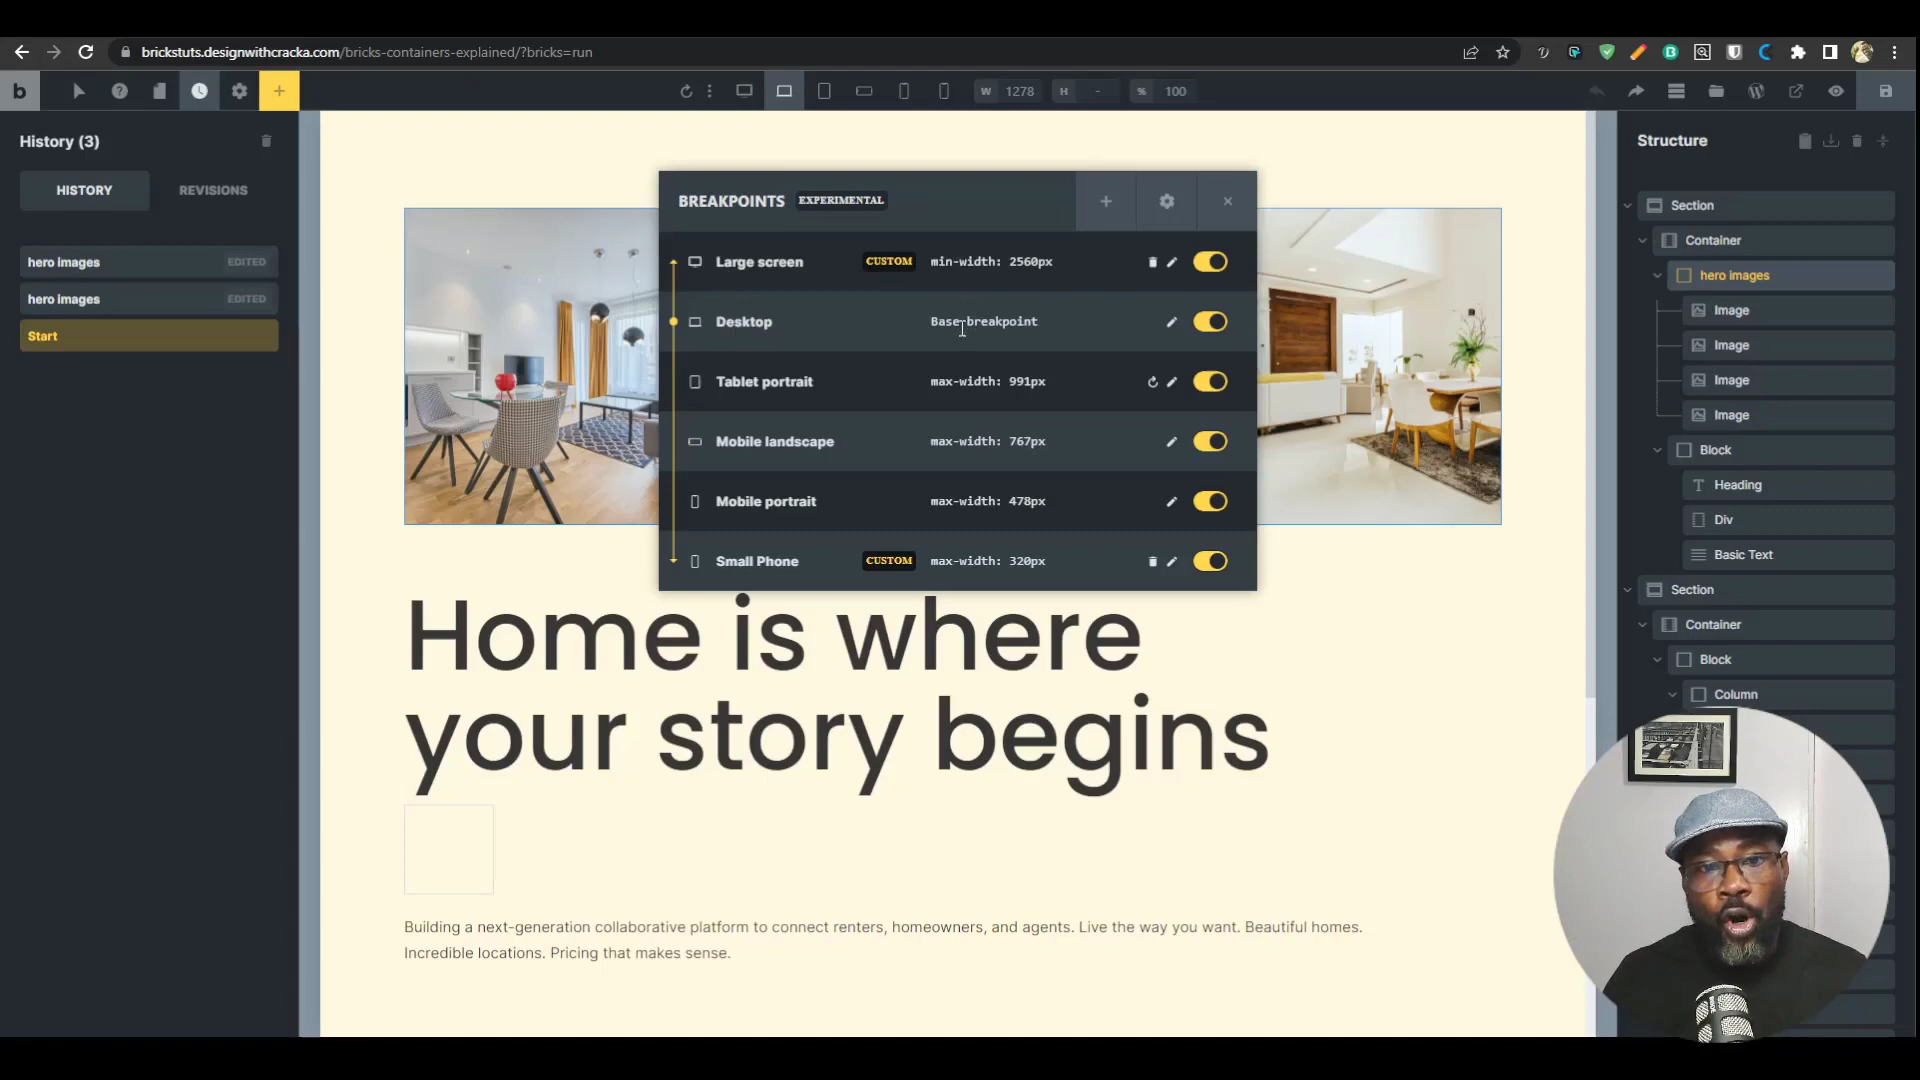 brickstuts.designwithcracka.com/bricks-containers-explained/?bricks=run
b
W 1278 H - % 100
History (3)
HISTORY REVISIONS
hero images EDITED
hero images EDITED
Start
BREAKPOINTS EXPERIMENTAL
Large screen CUSTOM min-width: 2560px
Desktop Base breakpoint
Tablet portrait max-width: 991px
Mobile landscape max-width: 767px
Mobile portrait max-width: 478px
Small Phone CUSTOM max-width: 320px
Home is where
your story begins
Building a next-generation collaborative platform to connect renters, homeowners, and agents. Live the way you want. Beautiful homes.
Incredible locations. Pricing that makes sense.
Structure
Section
Container
hero images
Image
Image
Image
Image
Block
Heading
Div
Basic Text
Section
Container
Block
Column